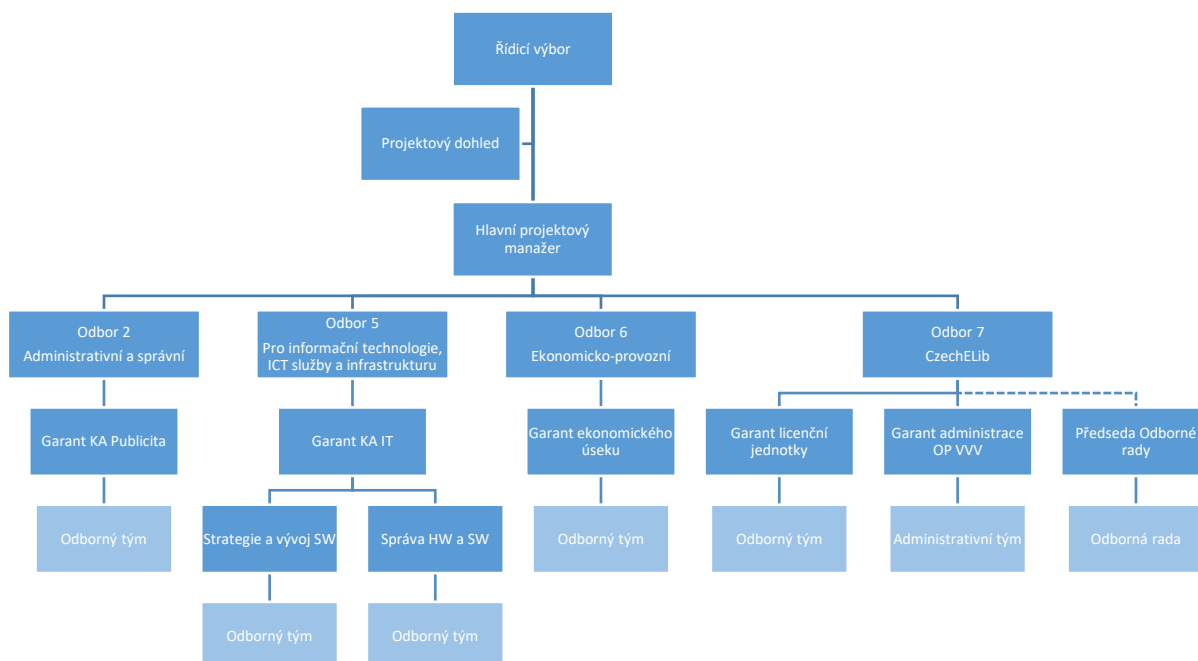 Řídicí výbor
Projektový dohled
Hlavní projektový
manažer
Odbor 2
Administrativní a správní
Odbor 5
Pro informační technologie,
ICT služby a infrastrukturu
Odbor 6
Ekonomicko-provozní
Odbor 7
CzechELib
Garant KA Publicita
Garant KA IT
Garant ekonomického
úseku
Garant licenční
jednotky
Garant administrace
OP VVV
Předseda Odborné
rady
Odborný tým
Strategie a vývoj SW
Správa HW a SW
Odborný tým
Odborný tým
Administrativní tým
Odborná rada
Odborný tým
Odborný tým